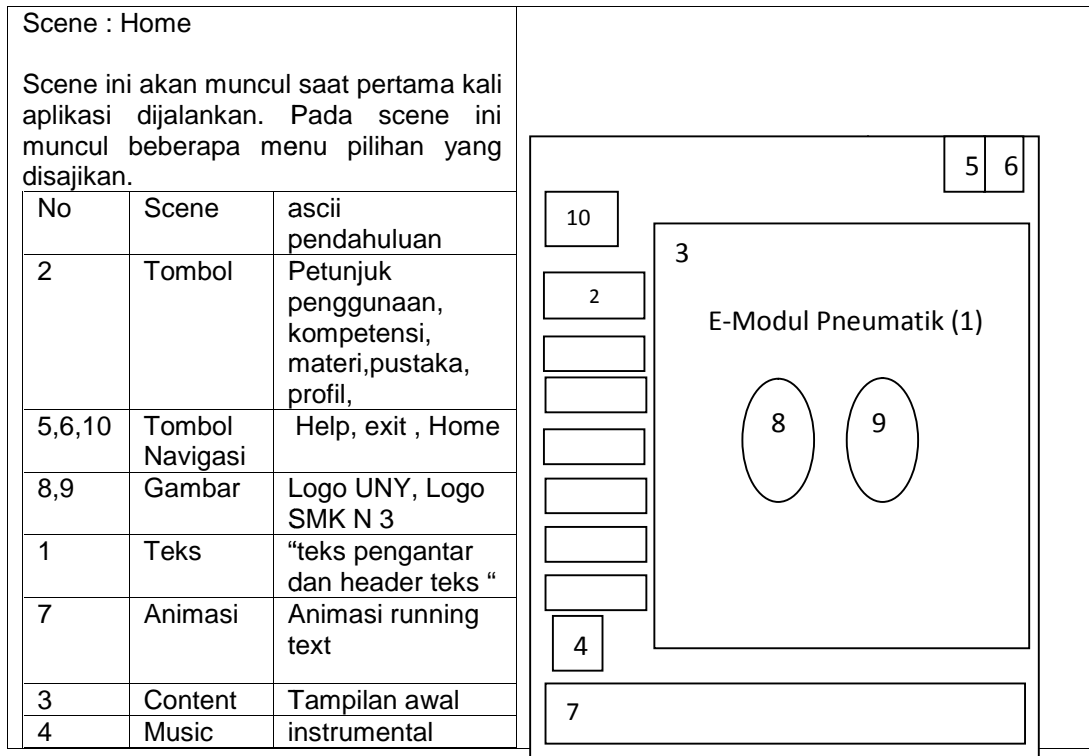 Scene : Home
Scene ini akan muncul saat pertama kali
aplikasi dijalankan. Pada scene ini
muncul beberapa menu pilihan yang
disajikan.
No Scene ascii
pendahuluan
2 Tombol Petunjuk
penggunaan,
kompetensi,
materi,pustaka,
profil,
5,6,10 Tombol Help, exit , Home
Navigasi
8,9 Gambar Logo UNY, Logo
SMK N 3
1 Teks “teks pengantar
dan header teks “
7 Animasi Animasi running
text
3 Content Tampilan awal
4 Music instrumental
5 6
10
3
2
E-Modul Pneumatik (1)
8 9
4
7